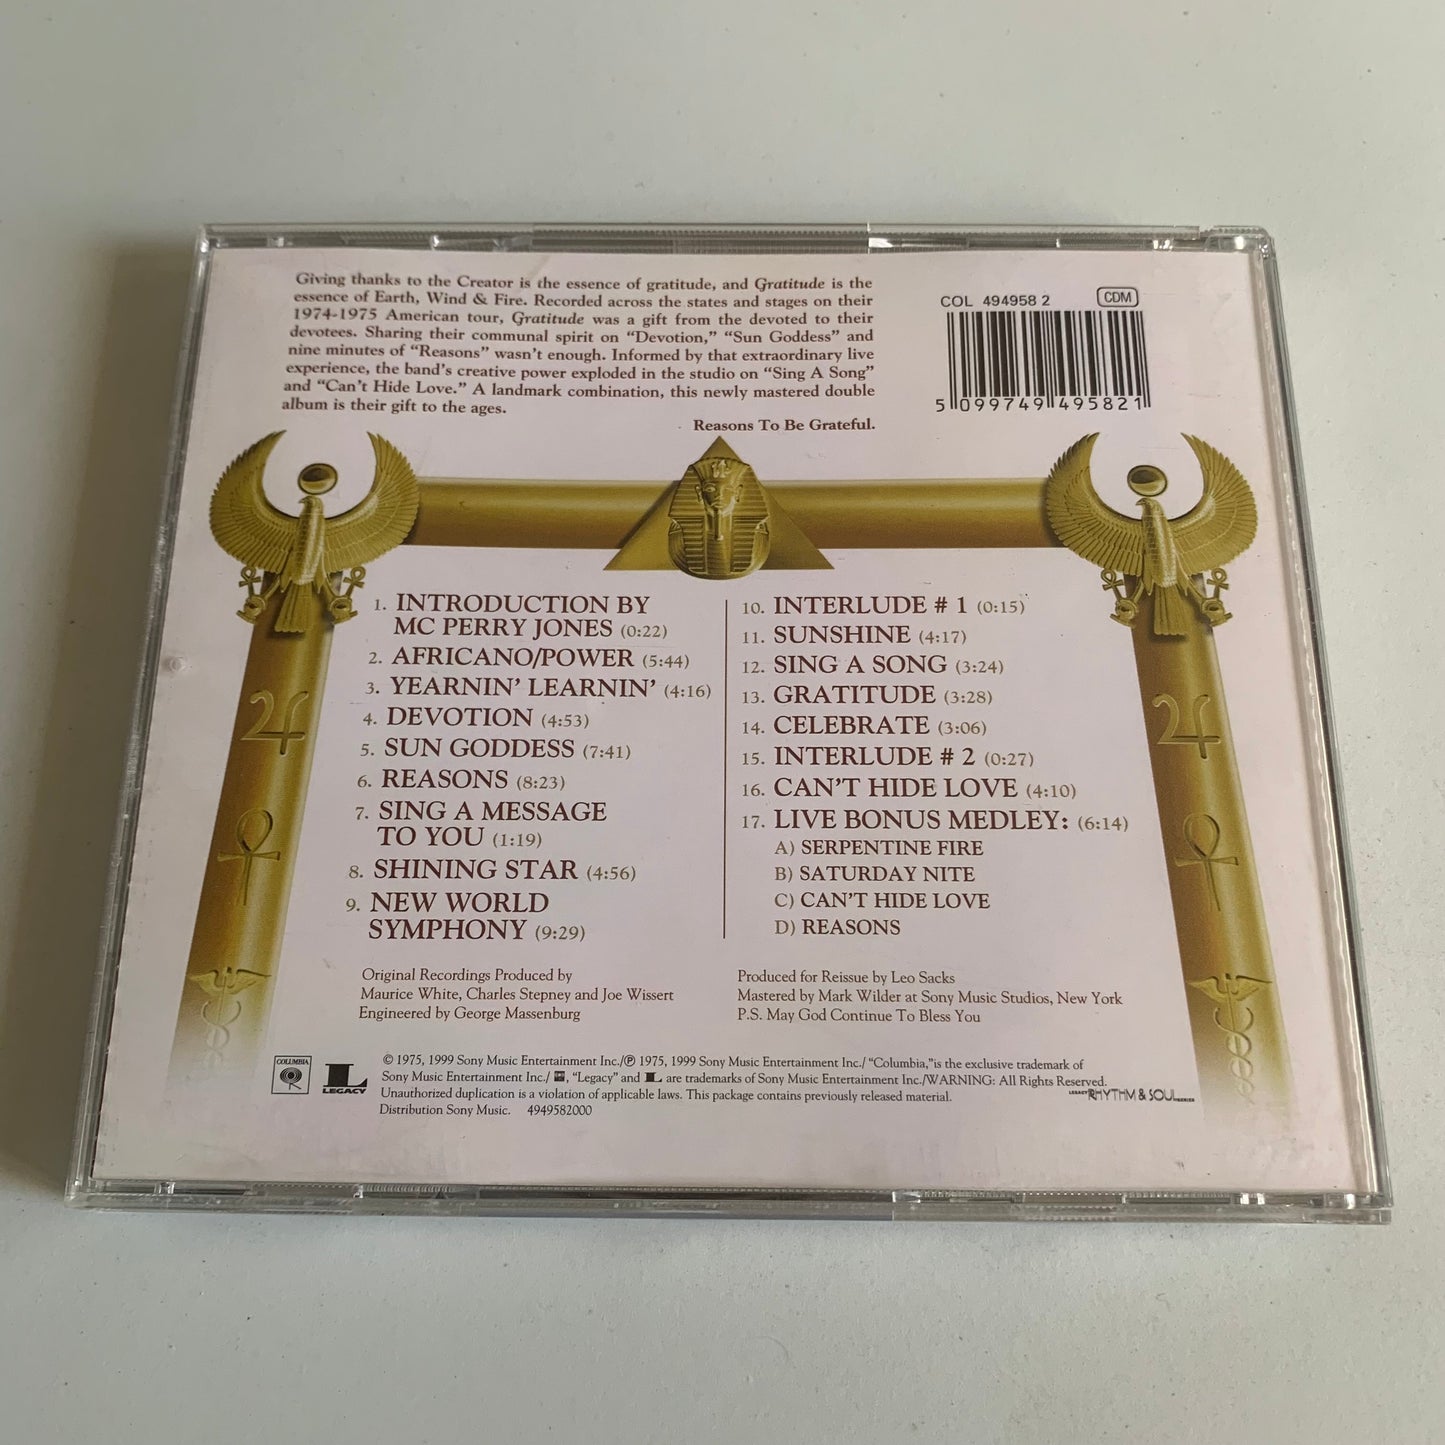 Giving thanks to the Creator is the essence of gratitude, and Gratitude is the
essence of Earth, Wind & Fire. Recorded across the states and stages on their
1974-1975 American tour, Gratitude was a gift from the devoted to their
devotees. Sharing their communal spirit on "Devotion," "Sun Goddess" and
nine minutes of "Reasons" wasn't enough. Informed by that extraordinary live
experience, the band's creative power exploded in the studio on "Sing A Song"
and "Can't Hide Love." A landmark combination, this newly mastered double
album is their gift to the ages.
Reasons To Be Grateful.
COL 494958 2
CDM
5 099749 495821
1. INTRODUCTION BY
MC PERRY JONES (0:22)
2. AFRICANO/POWER (5:44)
3. YEARNIN' LEARNIN' (4:16)
4. DEVOTION (4:53)
5. SUN GODDESS (7:41)
6. REASONS (8:23)
7. SING A MESSAGE
TO YOU (1:19)
8. SHINING STAR (4:56)
9. NEW WORLD
SYMPHONY (9:29)
10. INTERLUDE # 1 (0:15)
11. SUNSHINE (4:17)
12. SING A SONG (3:24)
13. GRATITUDE (3:28)
14. CELEBRATE (3:06)
15. INTERLUDE # 2 (0:27)
16. CAN'T HIDE LOVE (4:10)
17. LIVE BONUS MEDLEY: (6:14)
A) SERPENTINE FIRE
B) SATURDAY NITE
C) CAN'T HIDE LOVE
D) REASONS
Original Recordings Produced by
Maurice White, Charles Stepney and Joe Wissert
Engineered by George Massenburg
Produced for Reissue by Leo Sacks
Mastered by Mark Wilder at Sony Music Studios, New York
P.S. May God Continue To Bless You
COLUMBIA
L
LEGACY
© 1975, 1999 Sony Music Entertainment Inc./℗ 1975, 1999 Sony Music Entertainment Inc./ "Columbia,"is the exclusive trademark of
Sony Music Entertainment Inc./ , "Legacy" and L are trademarks of Sony Music Entertainment Inc./WARNING: All Rights Reserved.
Unauthorized duplication is a violation of applicable laws. This package contains previously released material.
Distribution Sony Music. 4949582000
LEGACY RHYTHM & SOUL SERIES